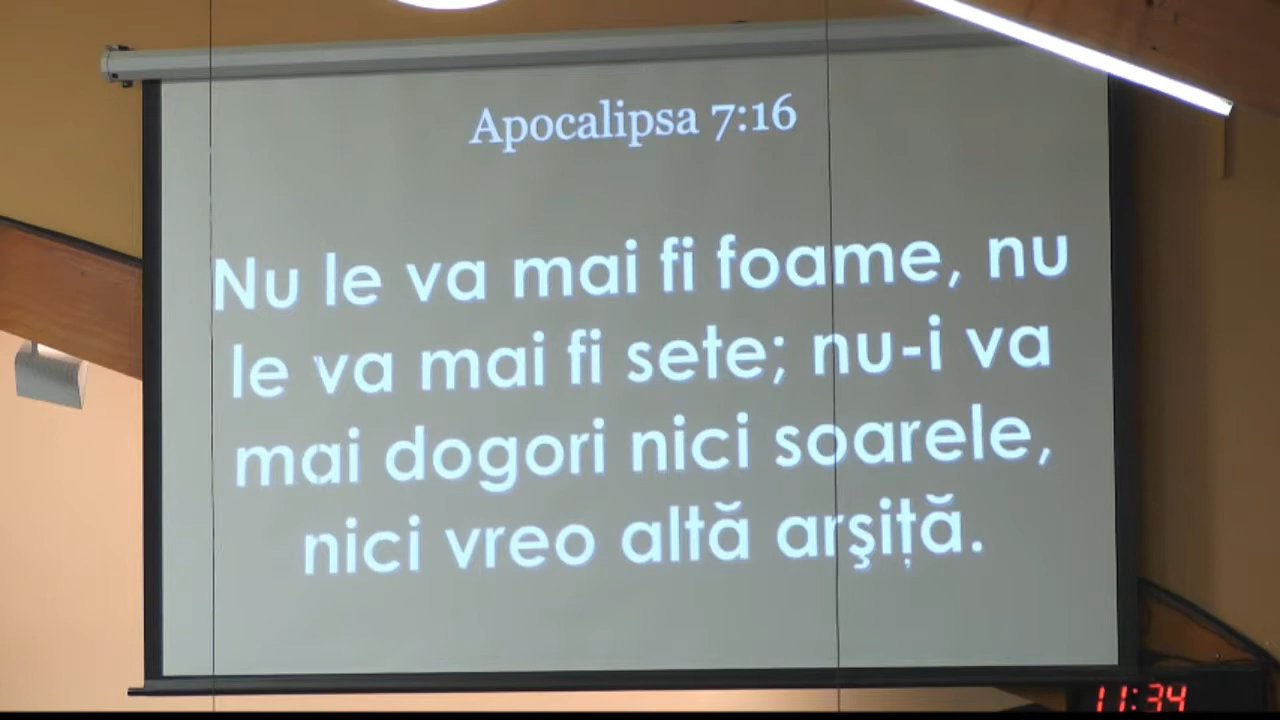 Apocalipsa 7:16
Nu le va mai fi foame, nu
le va mai fi sete; nu-i va
mai dogori nici soarele,
nici vreo altă arşiţă.
11:34